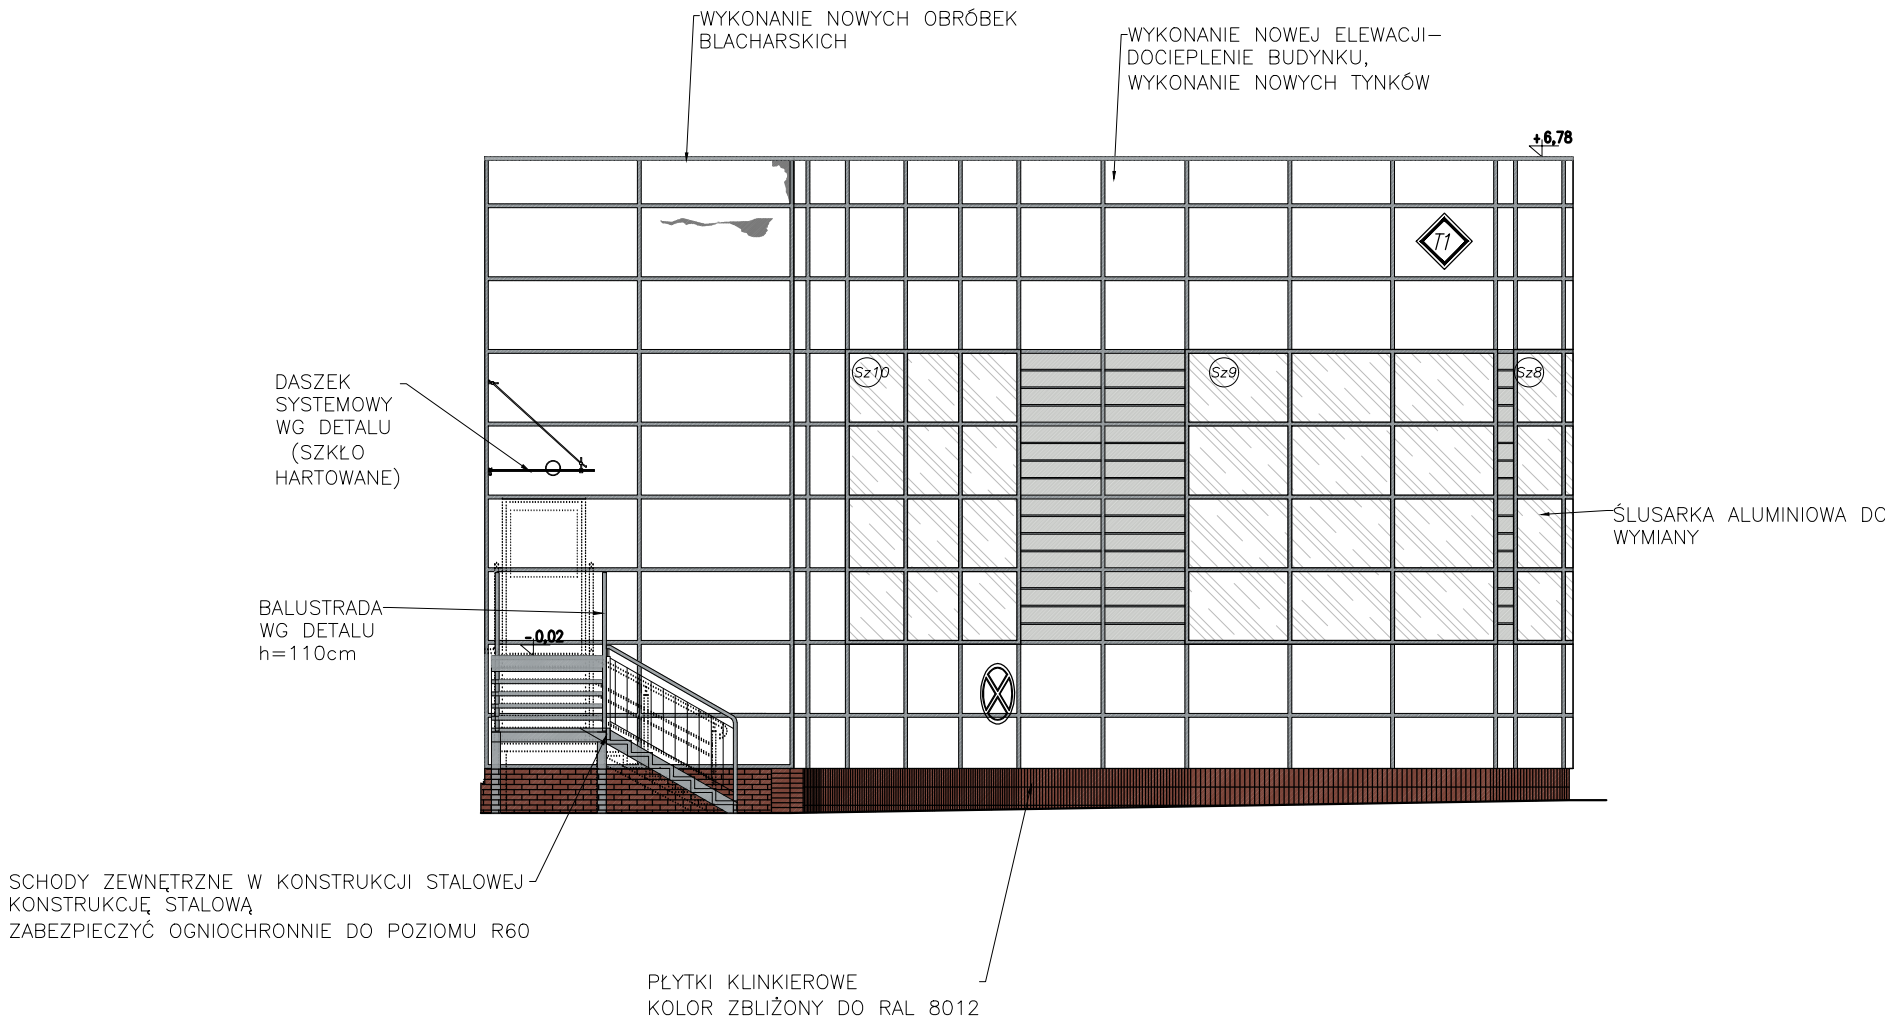 WYKONANIE NOWYCH OBRÓBEK
BLACHARSKICH
WYKONANIE NOWEJ ELEWACJI-
DOCIEPLENIE BUDYNKU,
WYKONANIE NOWYCH TYNKÓW
+6,78
T1
Sz10
Sz9
Sz8
DASZEK
SYSTEMOWY
WG DETALU
(SZKŁO
HARTOWANE)
ŚLUSARKA ALUMINIOWA DO
WYMIANY
BALUSTRADA
WG DETALU
h=110cm
-0,02
SCHODY ZEWNĘTRZNE W KONSTRUKCJI STALOWEJ
KONSTRUKCJĘ STALOWĄ
ZABEZPIECZYĆ OGNIOCHRONNIE DO POZIOMU R60
PŁYTKI KLINKIEROWE
KOLOR ZBLIŻONY DO RAL 8012